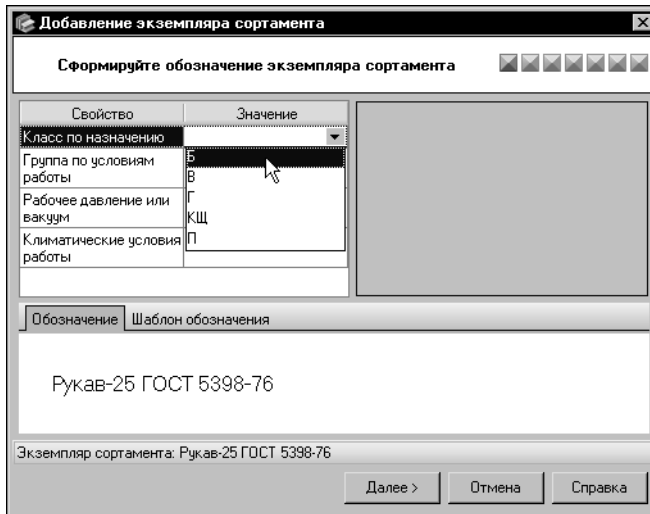 Добавление экземпляра сортамента
Сформируйте обозначение экземпляра сортамента
Свойство Значение
Класс по назначению
Группа по условиям
работы
Рабочее давление или
вакуум
Климатические условия
работы
Б
В
Г
КЩ
П
Обозначение Шаблон обозначения
Рукав-25 ГОСТ 5398-76
Экземпляр сортамента: Рукав-25 ГОСТ 5398-76
Далее > Отмена Справка